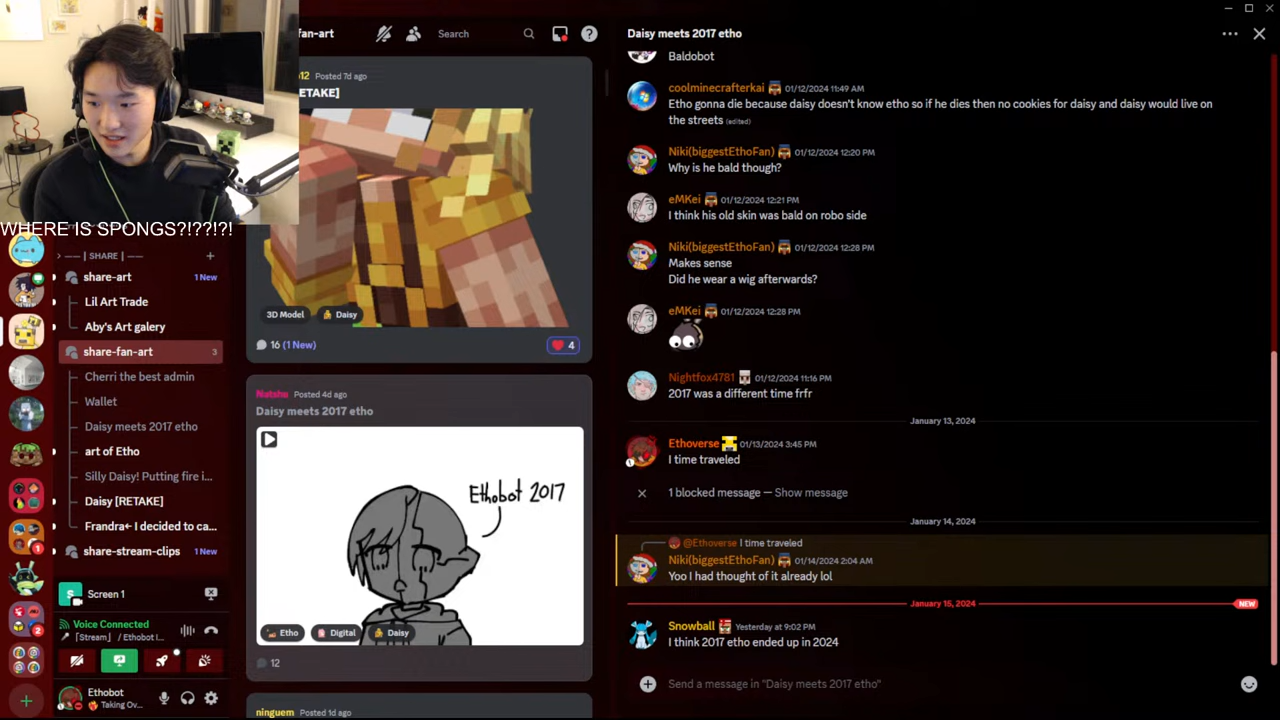 WHERE IS SPONGS?!??!?!
| SHARE |
share-art
1 New
Lil Art Trade
Aby's Art galery
share-fan-art
3
Cherri the best admin
Wallet
Daisy meets 2017 etho
art of Etho
Silly Daisy! Putting fire i...
Daisy [RETAKE]
Frandra← I decided to ca...
share-stream-clips
1 New
Screen 1
Voice Connected
「Stream」 / Ethobot I...
Ethobot
Taking Ov...
fan-art
Search
12 Posted 7d ago
ETAKE]
3D Model
Daisy
16 (1 New)
4
Motshu Posted 4d ago
Daisy meets 2017 etho
Ethobot 2017
Etho
Digital
Daisy
12
ninguem Posted 1d ago
Daisy meets 2017 etho
Baldobot
coolminecrafterkai 01/12/2024 11:49 AM
Etho gonna die because daisy doesn't know etho so if he dies then no cookies for daisy and daisy would live on
the streets (edited)
Niki(biggestEthoFan) 01/12/2024 12:20 PM
Why is he bald though?
eMKei 01/12/2024 12:21 PM
I think his old skin was bald on robo side
Niki(biggestEthoFan) 01/12/2024 12:28 PM
Makes sense
Did he wear a wig afterwards?
eMKei 01/12/2024 12:28 PM
Nightfox4781 01/12/2024 11:16 PM
2017 was a different time frfr
January 13, 2024
Ethoverse 01/13/2024 3:45 PM
I time traveled
1 blocked message — Show message
January 14, 2024
@Ethoverse I time traveled
Niki(biggestEthoFan) 01/14/2024 2:04 AM
Yoo I had thought of it already lol
January 15, 2024
NEW
Snowball Yesterday at 9:02 PM
I think 2017 etho ended up in 2024
Send a message in "Daisy meets 2017 etho"